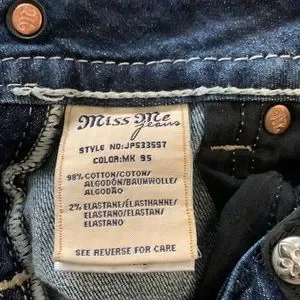 Miss Me
jeans
STYLE NO:JP5335S7
COLOR:MK 95
98% COTTON/COTON/
ALGODÓN/BAUMWOLLE/
ALGODÃO
2% ELASTANE/ÉLASTHANNE/
ELASTANO/ELASTAN/
ELASTANO
SEE REVERSE FOR CARE